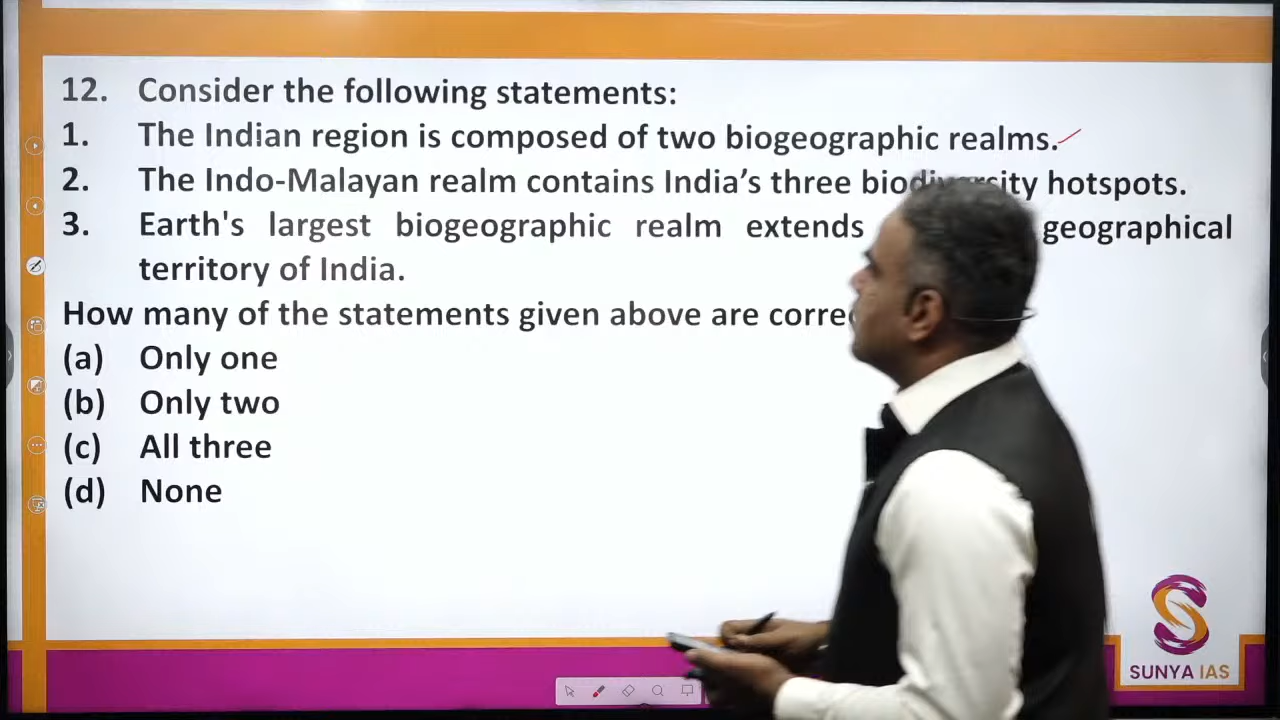 12. Consider the following statements:
1. The Indian region is composed of two biogeographic realms.
2. The Indo-Malayan realm contains India's three biodiversity hotspots.
3. Earth's largest biogeographic realm extends geographical
territory of India.
How many of the statements given above are
(a) Only one
(b) Only two
(c) All three
(d) None
SUNYA IAS